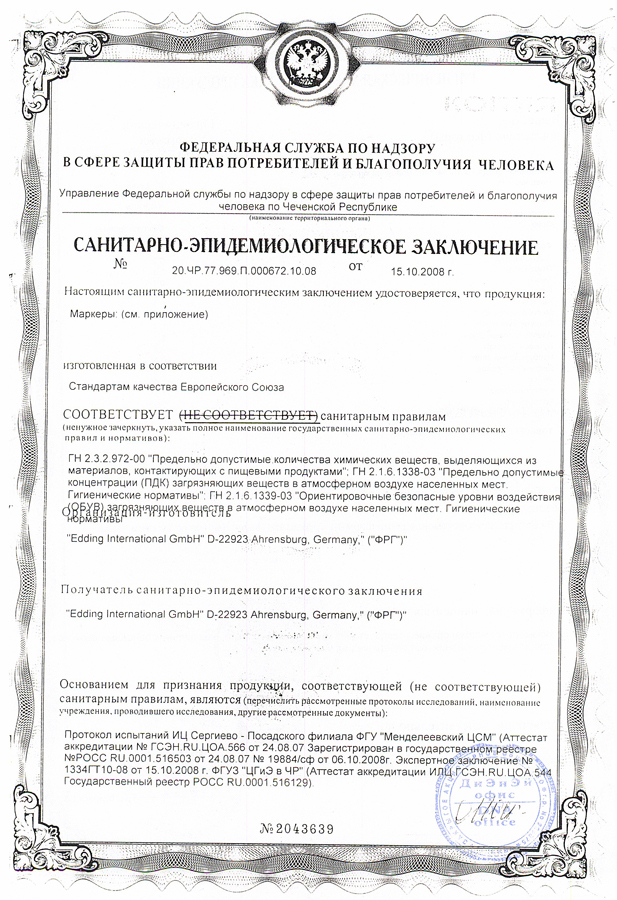 ФЕДЕРАЛЬНАЯ СЛУЖБА ПО НАДЗОРУ
В СФЕРЕ ЗАЩИТЫ ПРАВ ПОТРЕБИТЕЛЕЙ И БЛАГОПОЛУЧИЯ ЧЕЛОВЕКА
Управление Федеральной службы по надзору в сфере защиты прав потребителей и благополучия
человека по Чеченской Республике
(наименование территориального органа)
САНИТАРНО-ЭПИДЕМИОЛОГИЧЕСКОЕ ЗАКЛЮЧЕНИЕ
№ 20.ЧР.77.969.П.000672.10.08 от 15.10.2008 г.
Настоящим санитарно-эпидемиологическим заключением удостоверяется, что продукция:
Маркеры: (см. приложение)
изготовленная в соответствии
Стандартам качества Европейского Союза
СООТВЕТСТВУЕТ (НЕ СООТВЕТСТВУЕТ) санитарным правилам
(ненужное зачеркнуть, указать полное наименование государственных санитарно-эпидемиологических
правил и нормативов):
ГН 2.3.2.972-00 "Предельно допустимые количества химических веществ, выделяющихся из
материалов, контактирующих с пищевыми продуктами"; ГН 2.1.6.1338-03 "Предельно допустимые
концентрации (ПДК) загрязняющих веществ в атмосферном воздухе населенных мест.
Гигиенические нормативы": ГН 2.1.6.1339-03 "Ориентировочные безопасные уровни воздействия
(ОБУВ) загрязняющих веществ в атмосферном воздухе населенных мест. Гигиенические
Организация-изготовитель
нормативы"
"Edding International GmbH" D-22923 Ahrensburg, Germany," ("ФРГ")"
Получатель санитарно-эпидемиологического заключения
"Edding International GmbH" D-22923 Ahrensburg, Germany," ("ФРГ")"
Основанием для признания продукции, соответствующей (не соответствующей)
санитарным правилам, являются (перечислить рассмотренные протоколы исследований, наименование
учреждения, проводившего исследования, другие рассмотренные документы):
Протокол испытаний ИЦ Сергиево - Посадского филиала ФГУ "Менделеевский ЦСМ" (Аттестат
аккредитации № ГСЭН.RU.ЦОА.566 от 24.08.07 Зарегистрирован в государственном реестре
№РОСС RU.0001.516503 от 24.08.07 № 19884/сф от 06.10.2008г. Экспертное заключение №
1334ГТ10-08 от 15.10.2008 г. ФГУЗ "ЦГиЭ в ЧР" (Аттестат аккредитации ИЛЦ ГСЭН.RU.ЦОА 544
Государственный реестр РОСС RU.0001.516129).
ДиЭнЭй
офис
office
№2043639